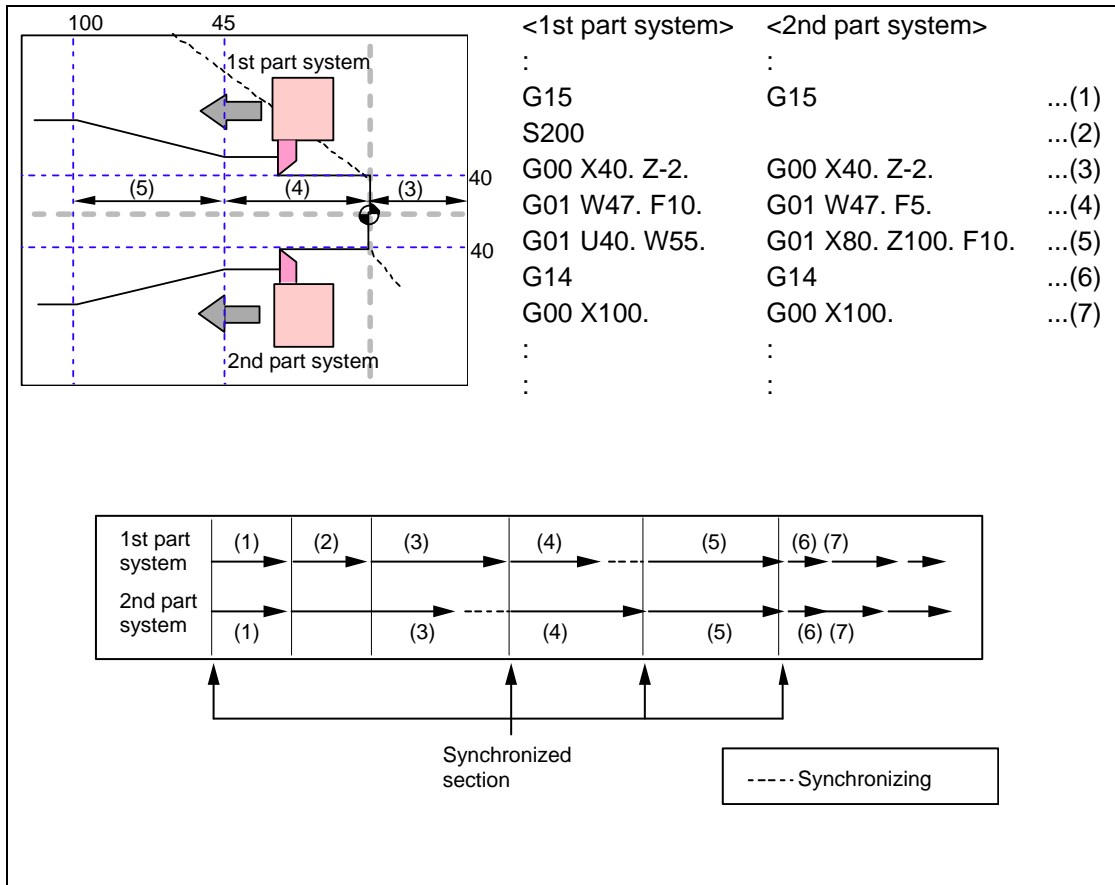 100 45
1st part system
(5) (4) (3)
40
40
2nd part system
<1st part system> <2nd part system>
: :
G15 G15 ...(1)
S200 ...(2)
G00 X40. Z-2. G00 X40. Z-2. ...(3)
G01 W47. F10. G01 W47. F5. ...(4)
G01 U40. W55. G01 X80. Z100. F10. ...(5)
G14 G14 ...(6)
G00 X100. G00 X100. ...(7)
: :
: :
1st part
system
(1) (2) (3) (4) (5) (6) (7)
2nd part
system
(1) (3) (4) (5) (6) (7)
Synchronized
section
Synchronizing